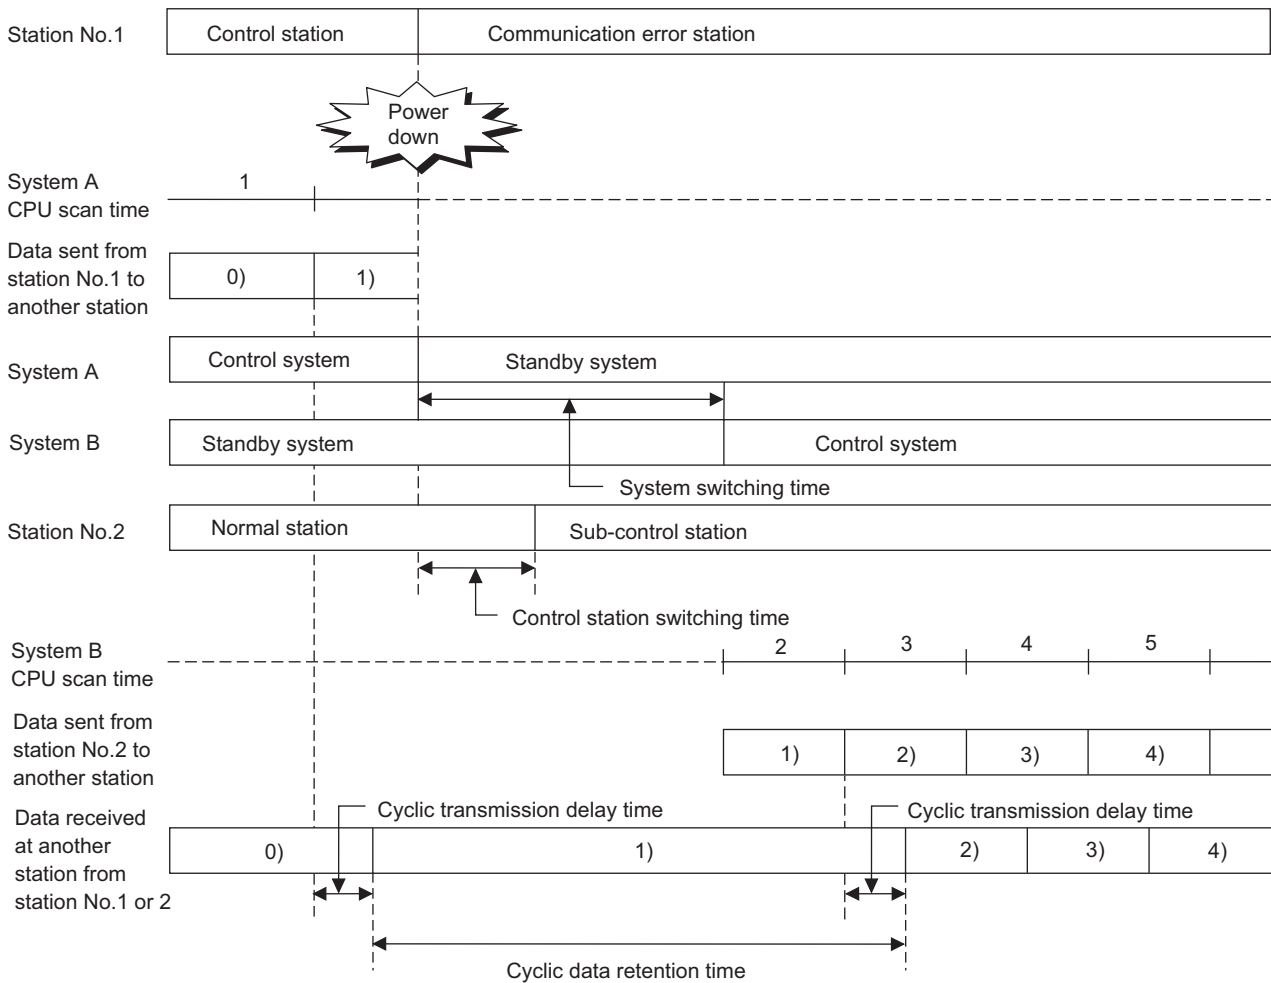 Station No.1
Control station
Communication error station
Power
down
System A
CPU scan time
1
Data sent from
station No.1 to
another station
0)
1)
System A
Control system
Standby system
System B
Standby system
Control system
System switching time
Station No.2
Normal station
Sub-control station
Control station switching time
System B
CPU scan time
2
3
4
5
Data sent from
station No.2 to
another station
1)
2)
3)
4)
Data received
at another
station from
station No.1 or 2
Cyclic transmission delay time
Cyclic transmission delay time
0)
1)
2)
3)
4)
Cyclic data retention time